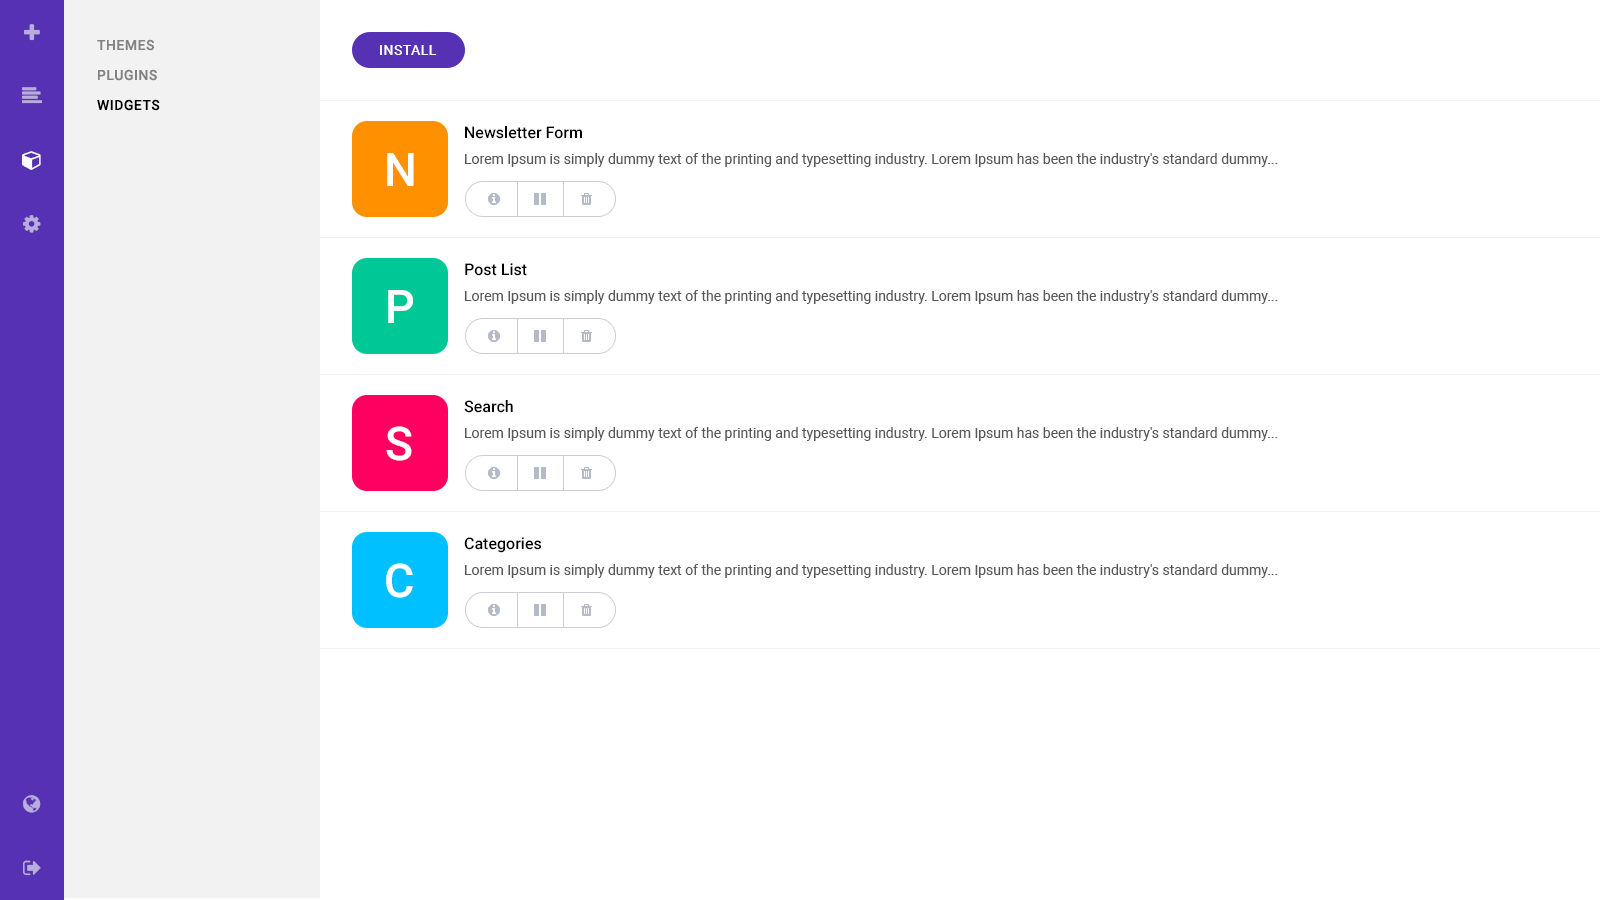 THEMES
PLUGINS
WIDGETS
INSTALL
N
Newsletter Form
Lorem Ipsum is simply dummy text of the printing and typesetting industry. Lorem Ipsum has been the industry's standard dummy...
P
Post List
Lorem Ipsum is simply dummy text of the printing and typesetting industry. Lorem Ipsum has been the industry's standard dummy...
S
Search
Lorem Ipsum is simply dummy text of the printing and typesetting industry. Lorem Ipsum has been the industry's standard dummy...
C
Categories
Lorem Ipsum is simply dummy text of the printing and typesetting industry. Lorem Ipsum has been the industry's standard dummy...